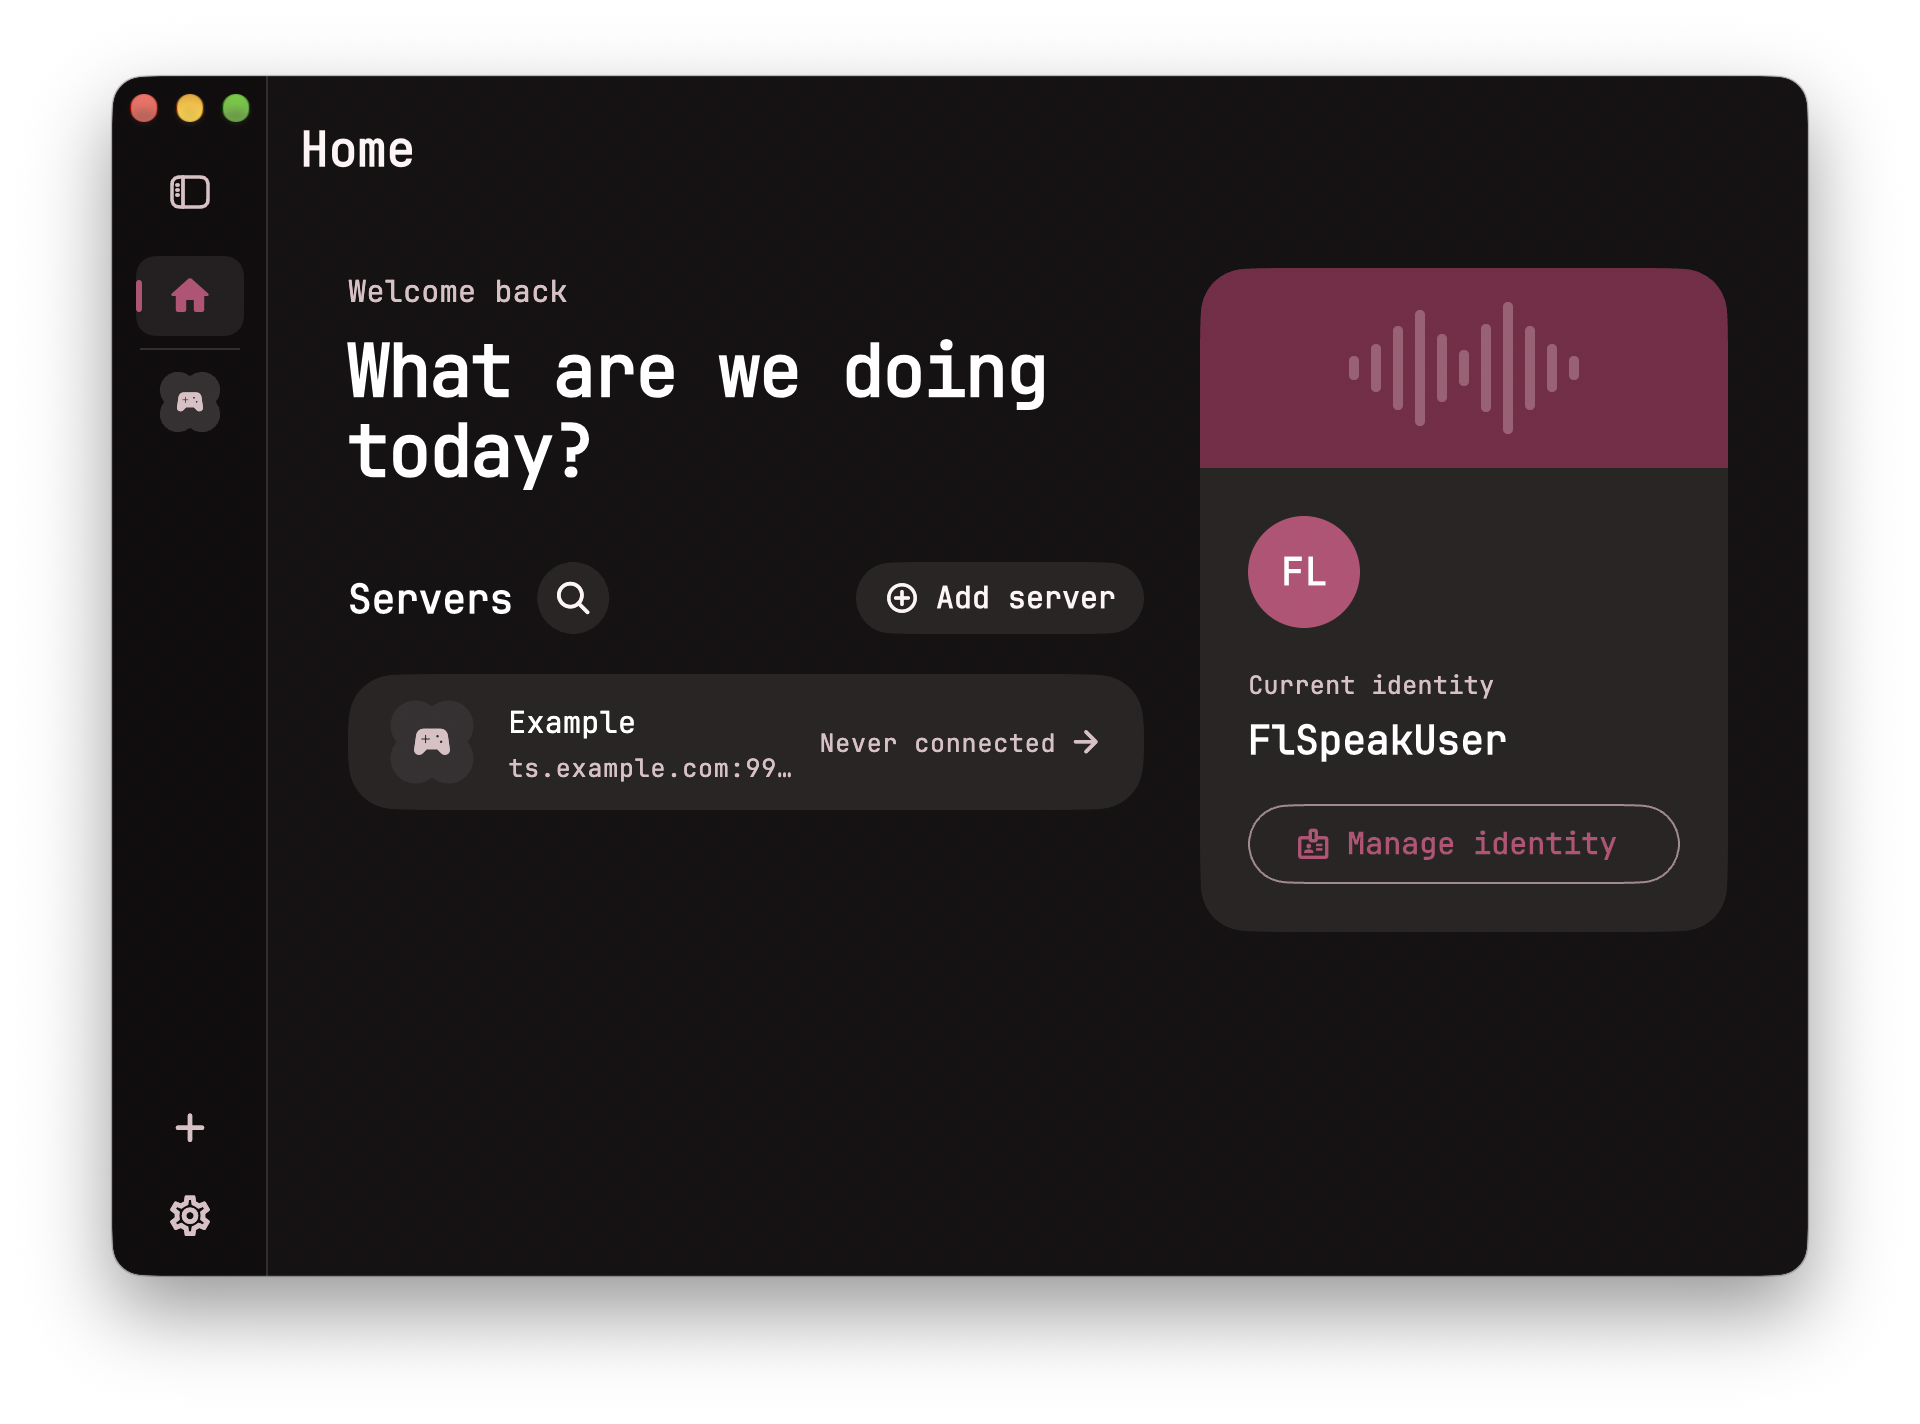 Home
Welcome back
What are we doing
today?
Servers
Add server
Example
ts.example.com:99…
Never connected
FL
Current identity
FlSpeakUser
Manage identity